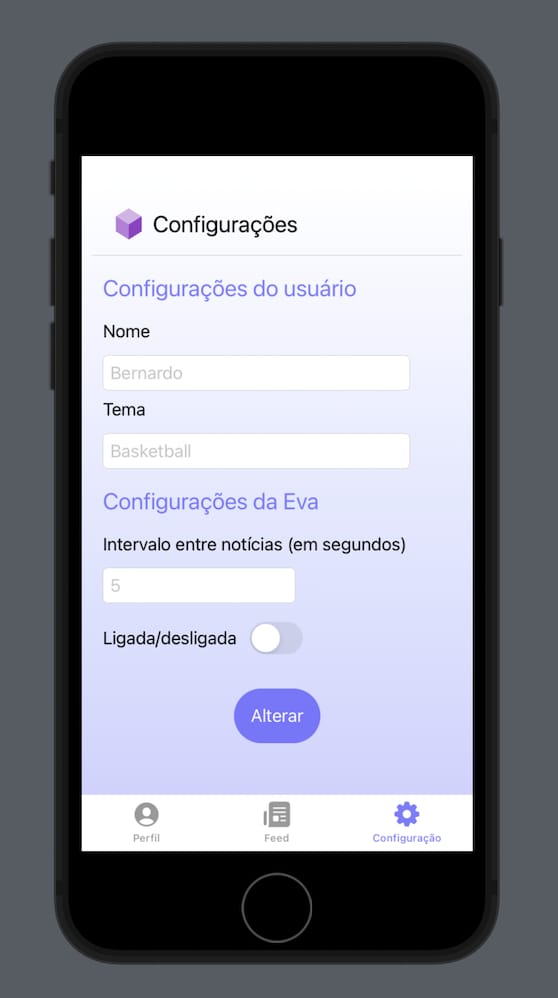 Configurações
Configurações do usuário
Nome
Bernardo
Tema
Basketball
Configurações da Eva
Intervalo entre notícias (em segundos)
5
Ligada/desligada
Alterar
Perfil
Feed
Configuração